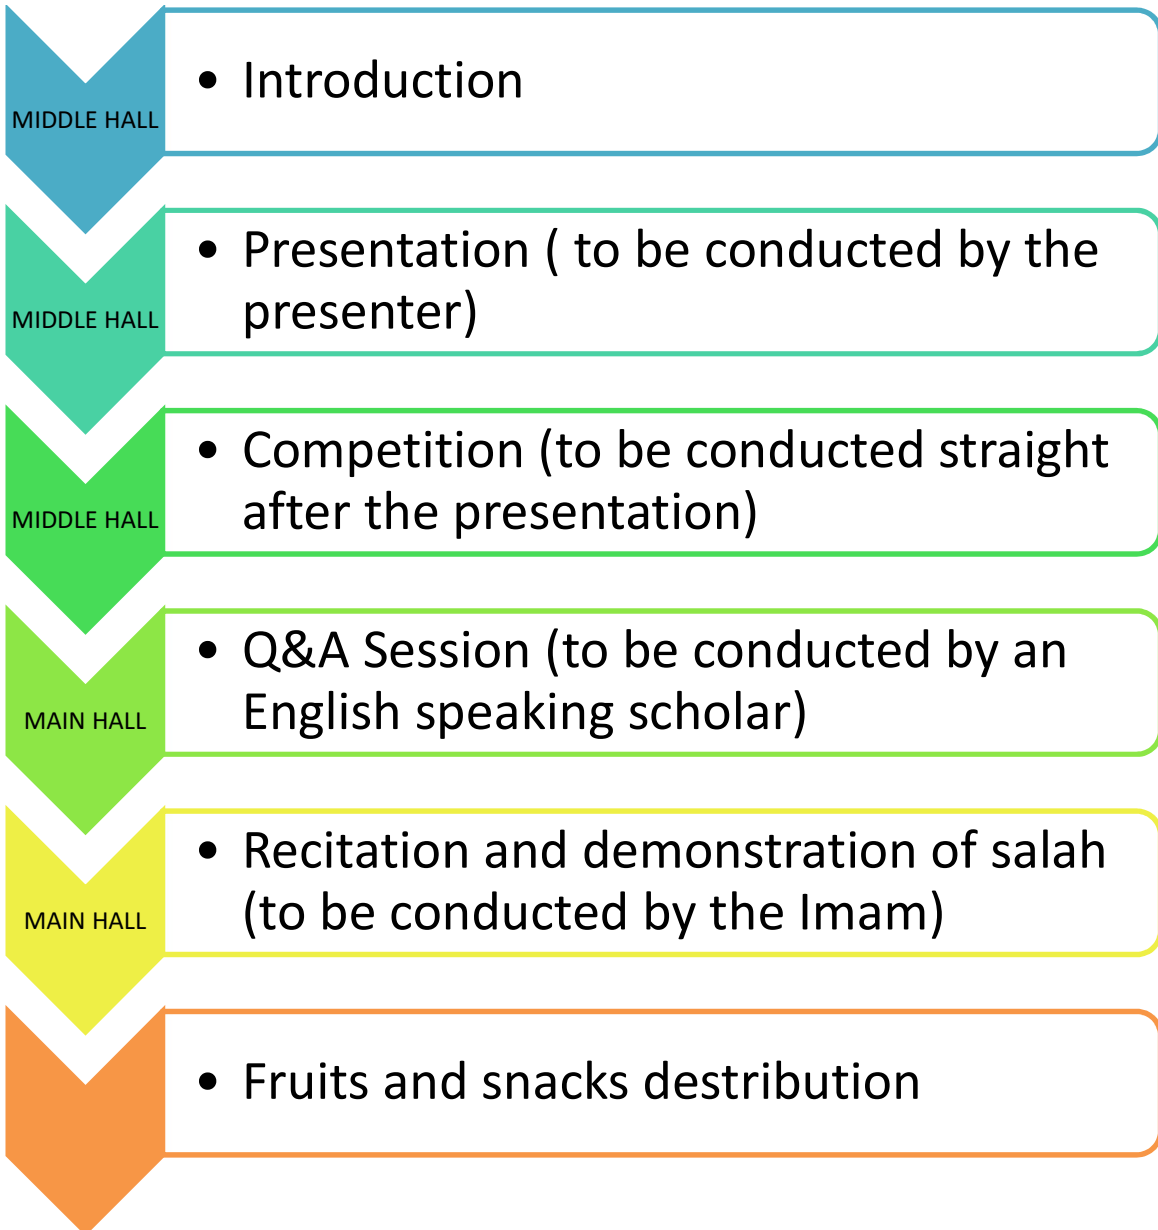 MIDDLE HALL
• Introduction
MIDDLE HALL
• Presentation ( to be conducted by the
presenter)
MIDDLE HALL
• Competition (to be conducted straight
after the presentation)
MAIN HALL
• Q&A Session (to be conducted by an
English speaking scholar)
MAIN HALL
• Recitation and demonstration of salah
(to be conducted by the Imam)
• Fruits and snacks destribution